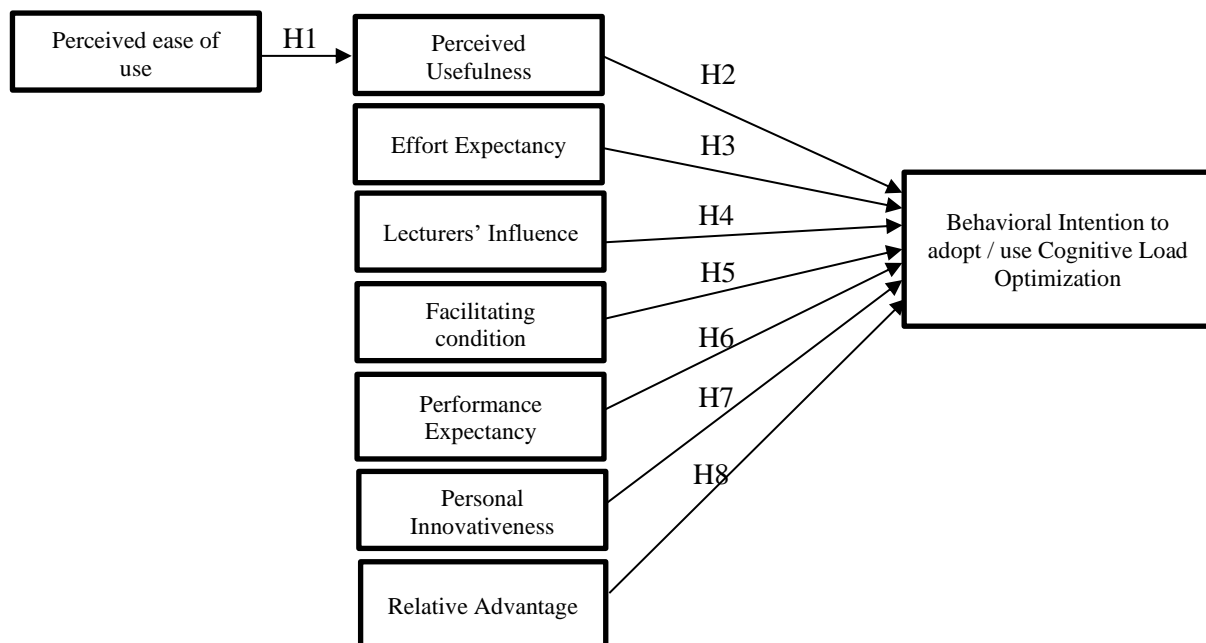 Perceived ease of
use
H1
Perceived
Usefulness
H2
Effort Expectancy
H3
Lecturers’ Influence
H4
Facilitating
condition
H5
Performance
Expectancy
H6
Personal
Innovativeness
H7
Relative Advantage
H8
Behavioral Intention to
adopt / use Cognitive Load
Optimization